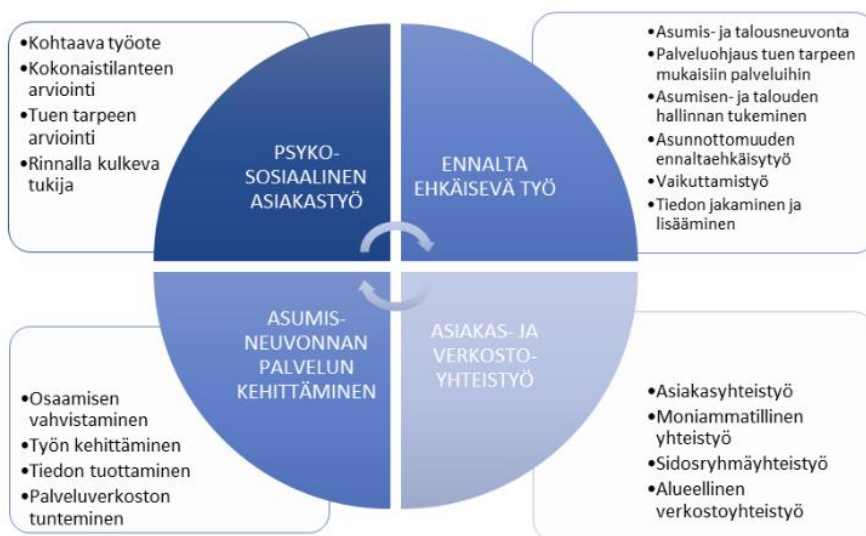 •Kohtaava työote
•Kokonaistilanteen
arviointi
•Tuen tarpeen
arviointi
•Rinnalla kulkeva
tukija
PSYKO-
SOSIAALINEN
ASIAKASTYÖ
ENNALTA
EHKÄISEVÄ TYÖ
•Asumis- ja talousneuvonta
•Palveluohjaus tuen tarpeen
mukaisiin palveluihin
•Asumisen- ja talouden
hallinnan tukeminen
•Asunnottomuuden
ennaltaehkäisytyö
•Vaikuttamistyö
•Tiedon jakaminen ja
lisääminen
•Osaamisen
vahvistaminen
•Työn kehittäminen
•Tiedon tuottaminen
•Palveluverkoston
tunteminen
ASUMIS-
NEUVONNAN
PALVELUN
KEHITTÄMINEN
ASIAKAS- JA
VERKOSTO-
YHTEISTYÖ
•Asiakasyhteistyö
•Moniammatillinen
yhteistyö
•Sidosryhmäyhteistyö
•Alueellinen
verkostoyhteistyö